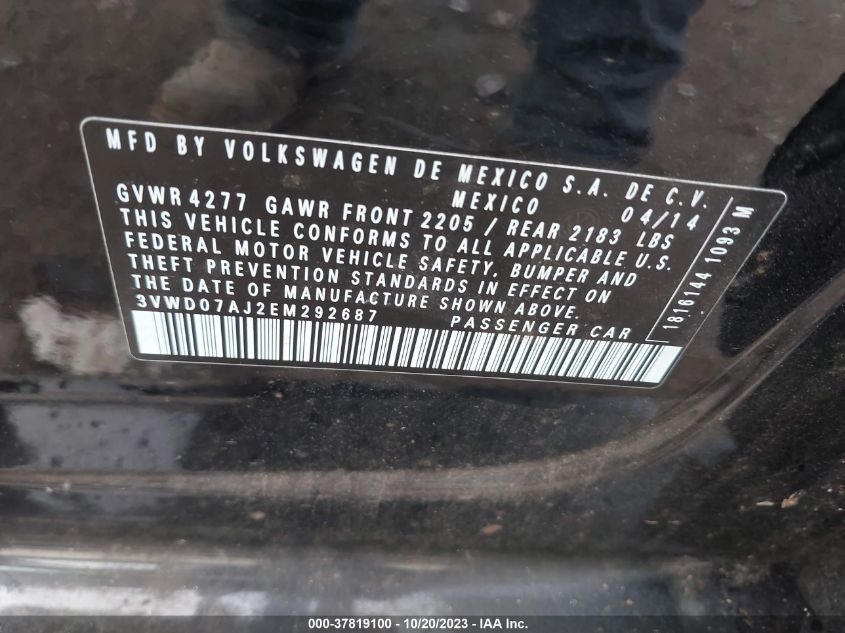 MFD BY VOLKSWAGEN DE MEXICO S.A. DE C.V.
MEXICO 04/14
GVWR 4277 GAWR FRONT 2205 / REAR 2183 LBS
THIS VEHICLE CONFORMS TO ALL APPLICABLE U.S.
FEDERAL MOTOR VEHICLE SAFETY, BUMPER AND
THEFT PREVENTION STANDARDS IN EFFECT ON
THE DATE OF MANUFACTURE SHOWN ABOVE.
3VWD07AJ2EM292687 PASSENGER CAR
1816144 1093 M
000-37819100 / 10/20/2023 - IAA Inc.